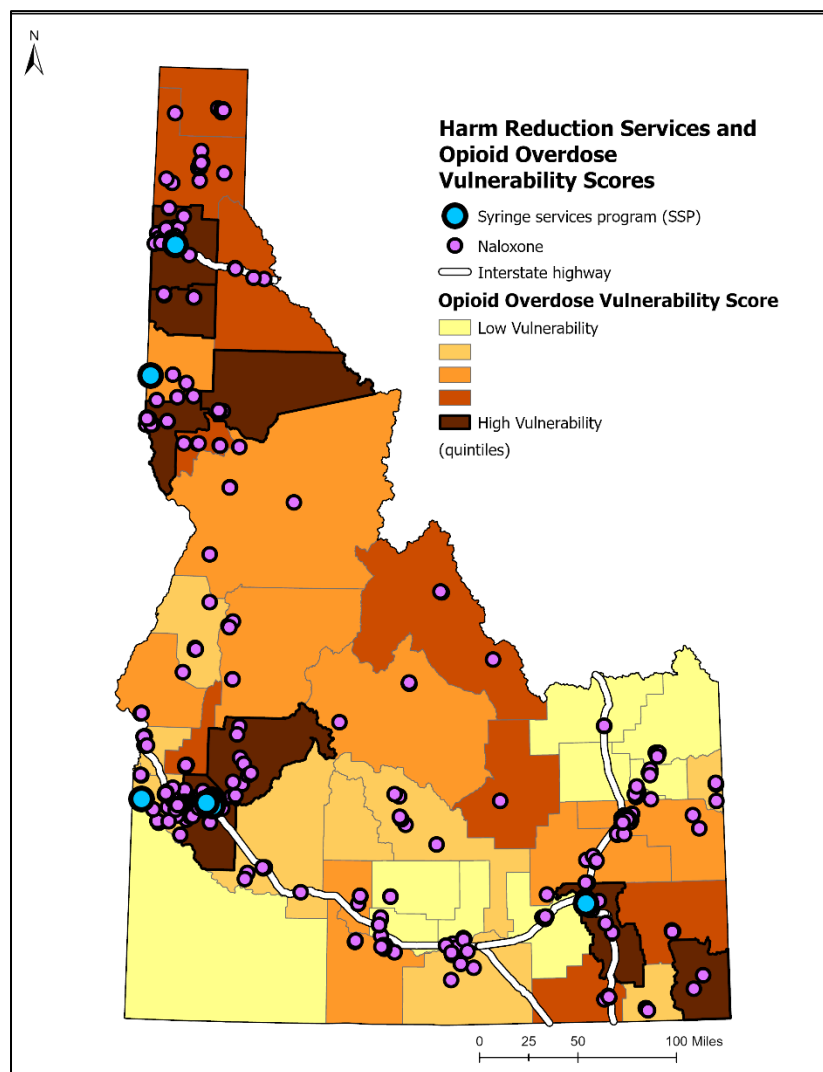 N
Harm Reduction Services and
Opioid Overdose
Vulnerability Scores
Syringe services program (SSP)
Naloxone
Interstate highway
Opioid Overdose Vulnerability Score
Low Vulnerability
High Vulnerability
(quintiles)
0 25 50 100 Miles